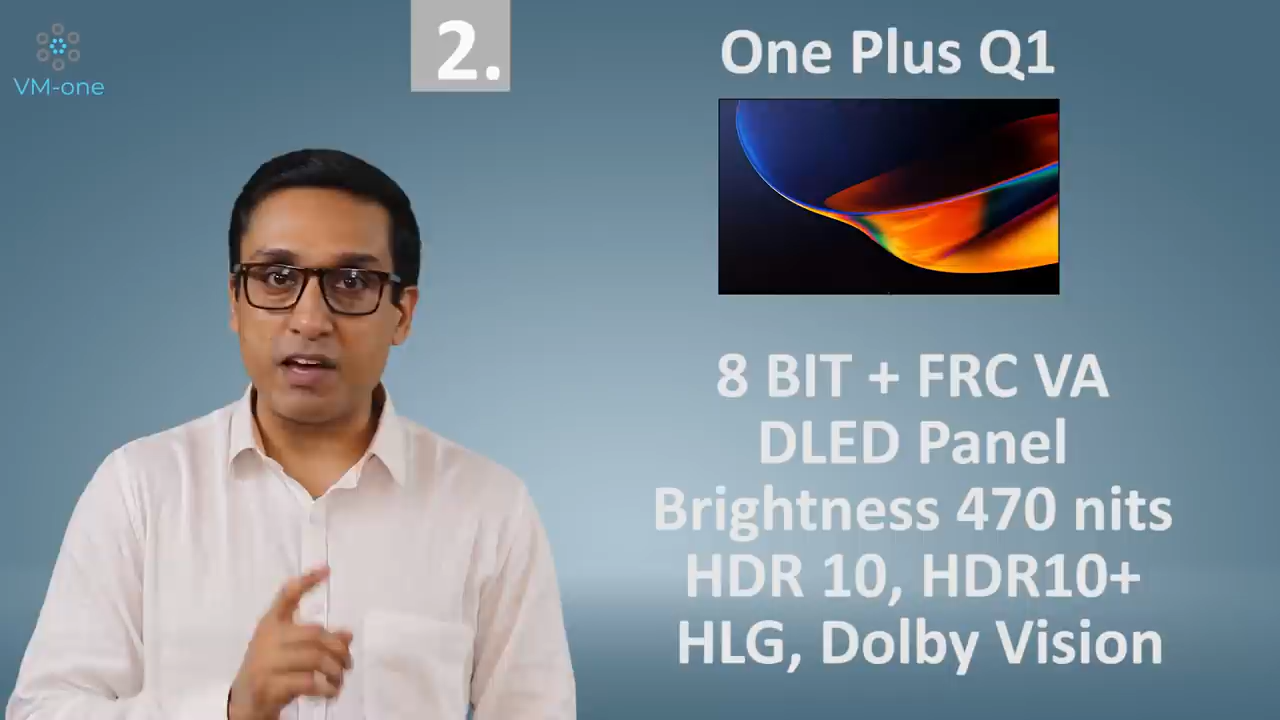 VM-one
2.
One Plus Q1
8 BIT + FRC VA
DLED Panel
Brightness 470 nits
HDR 10, HDR10+
HLG, Dolby Vision